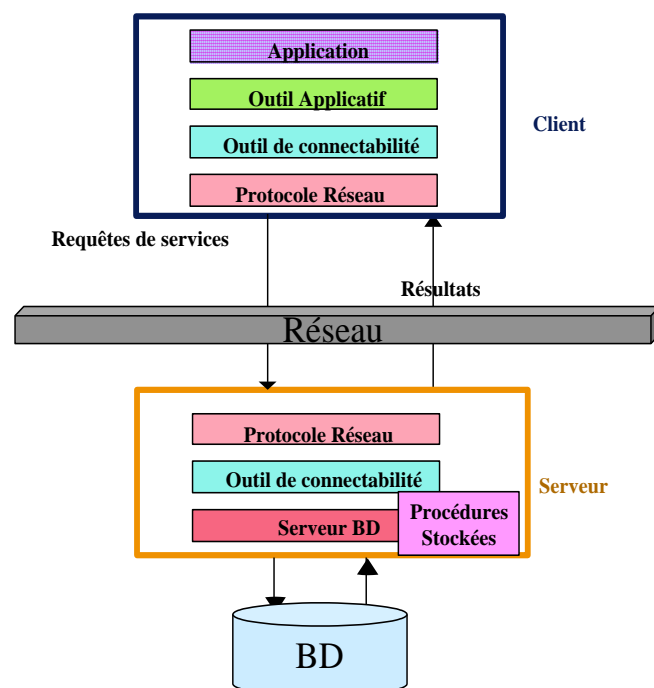 Application
Outil Applicatif
Client
Outil de connectabilité
Protocole Réseau
Requêtes de services
Résultats
Réseau
Protocole Réseau
Outil de connectabilité
Serveur
Serveur BD
Procédures
Stockées
BD